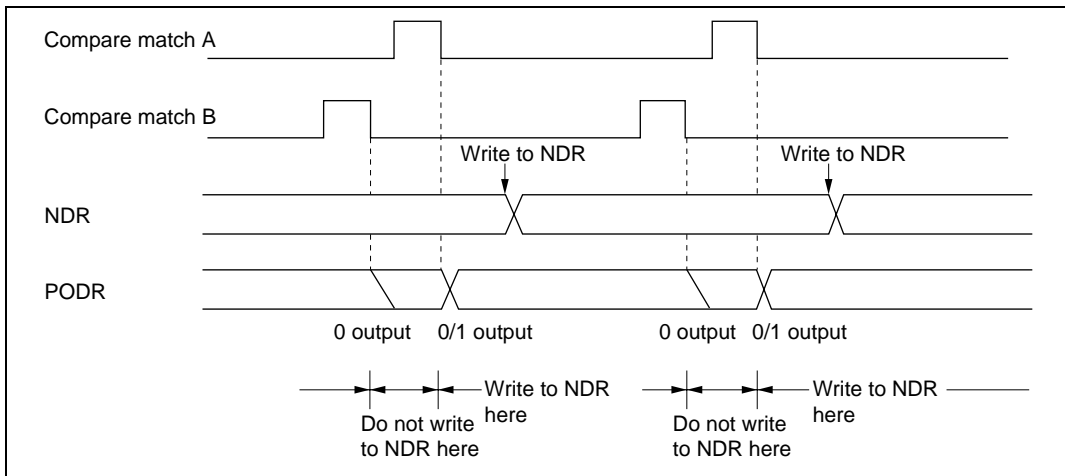 Compare match A
Compare match B
Write to NDR
Write to NDR
NDR
PODR
0 output
0/1 output
0 output
0/1 output
Write to NDR
here
Do not write
to NDR here
Write to NDR
here
Do not write
to NDR here